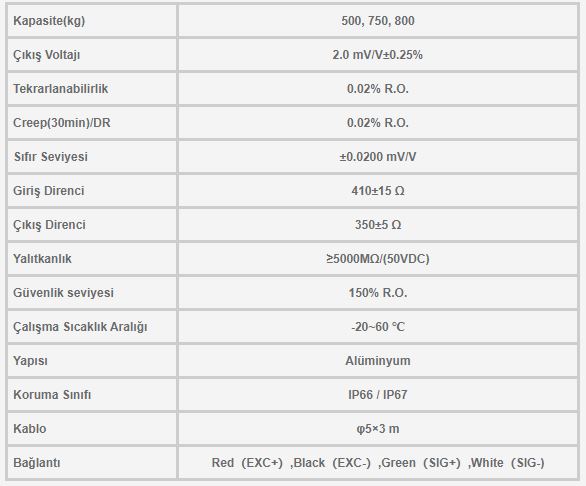 Kapasite(kg) 500, 750, 800
Çıkış Voltajı 2.0 mV/V±0.25%
Tekrarlanabilirlik 0.02% R.O.
Creep(30min)/DR 0.02% R.O.
Sıfır Seviyesi ±0.0200 mV/V
Giriş Direnci 410±15 Ω
Çıkış Direnci 350±5 Ω
Yalıtkanlık ≥5000MΩ/(50VDC)
Güvenlik seviyesi 150% R.O.
Çalışma Sıcaklık Aralığı -20~60 °C
Yapısı Alüminyum
Koruma Sınıfı IP66 / IP67
Kablo φ5×3 m
Bağlantı Red（EXC+）,Black（EXC-）,Green（SIG+）,White（SIG-)